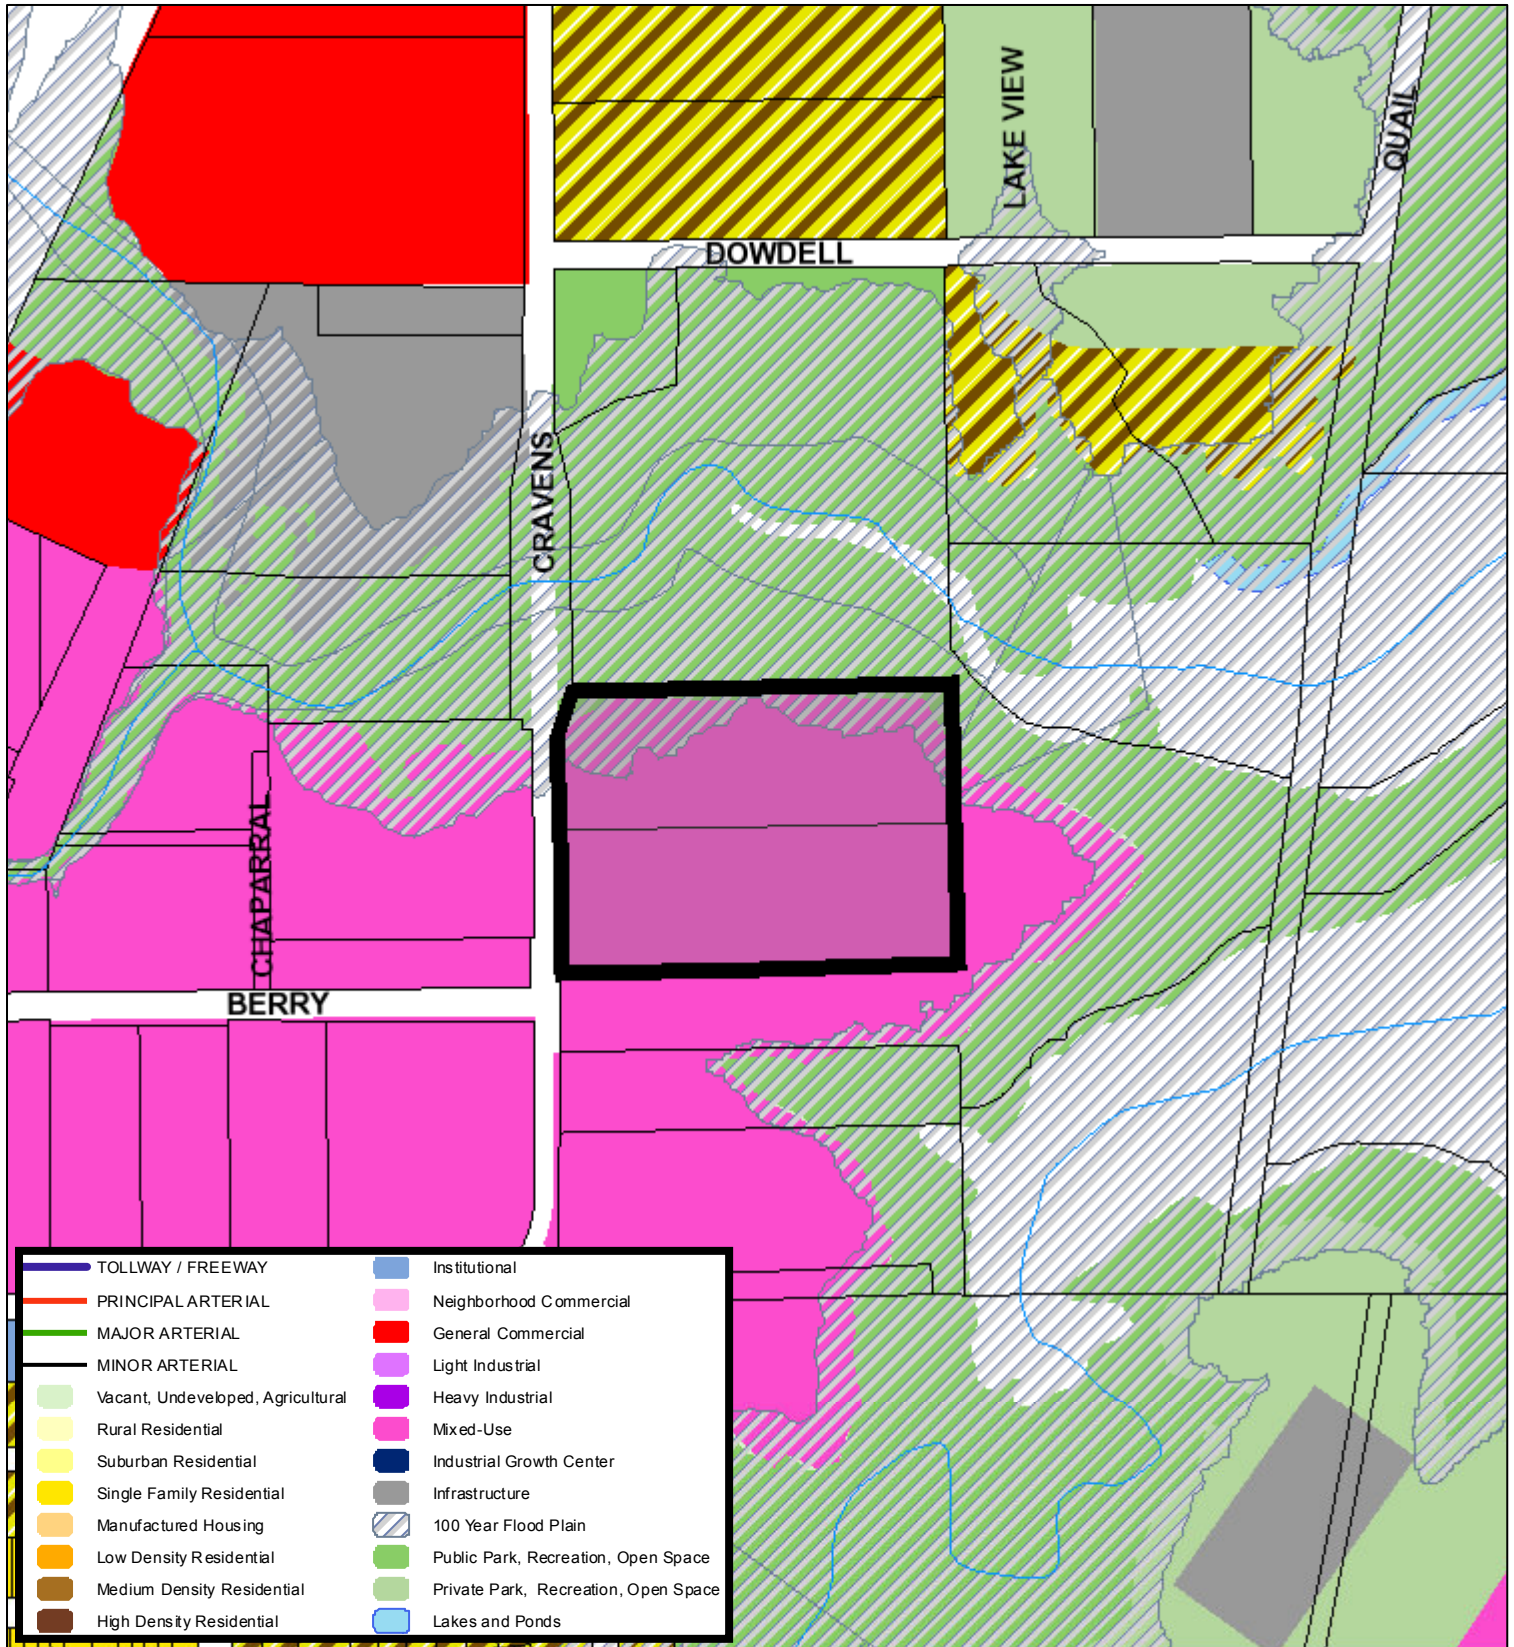 LAKE VIEW
QUAIL
DOWDELL
CRAVENS
CHAPARRAL
BERRY
TOLLWAY / FREEWAY
PRINCIPAL ARTERIAL
MAJOR ARTERIAL
MINOR ARTERIAL
Vacant, Undeveloped, Agricultural
Rural Residential
Suburban Residential
Single Family Residential
Manufactured Housing
Low Density Residential
Medium Density Residential
High Density Residential
Institutional
Neighborhood Commercial
General Commercial
Light Industrial
Heavy Industrial
Mixed-Use
Industrial Growth Center
Infrastructure
100 Year Flood Plain
Public Park, Recreation, Open Space
Private Park, Recreation, Open Space
Lakes and Ponds